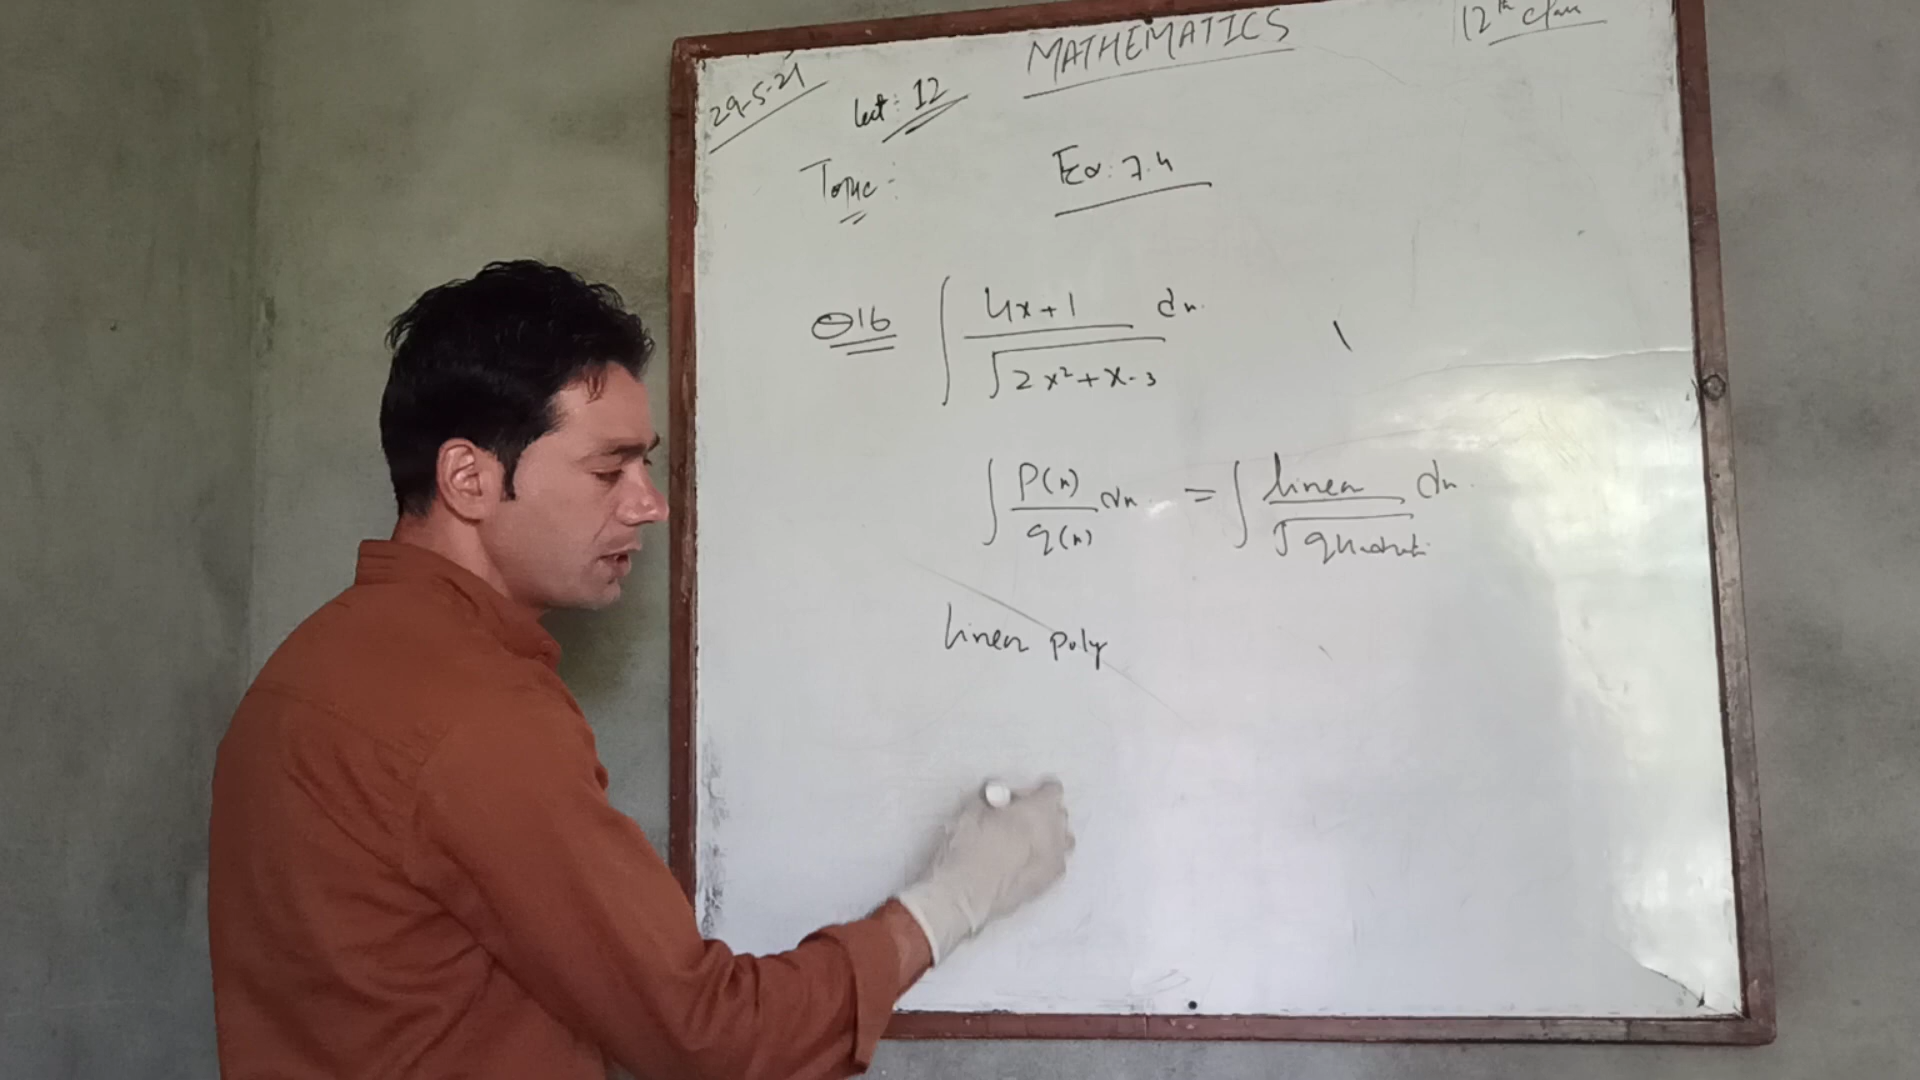 MATHEMATICS
12th class
29-5-21
Lect: 12
Topic:-
Ex: 7.4
Q16 ∫ 4x+1 / √2x²+x-3 dx
∫ P(x) / q(x) dx = ∫ linear / √quadratic dx
linear poly